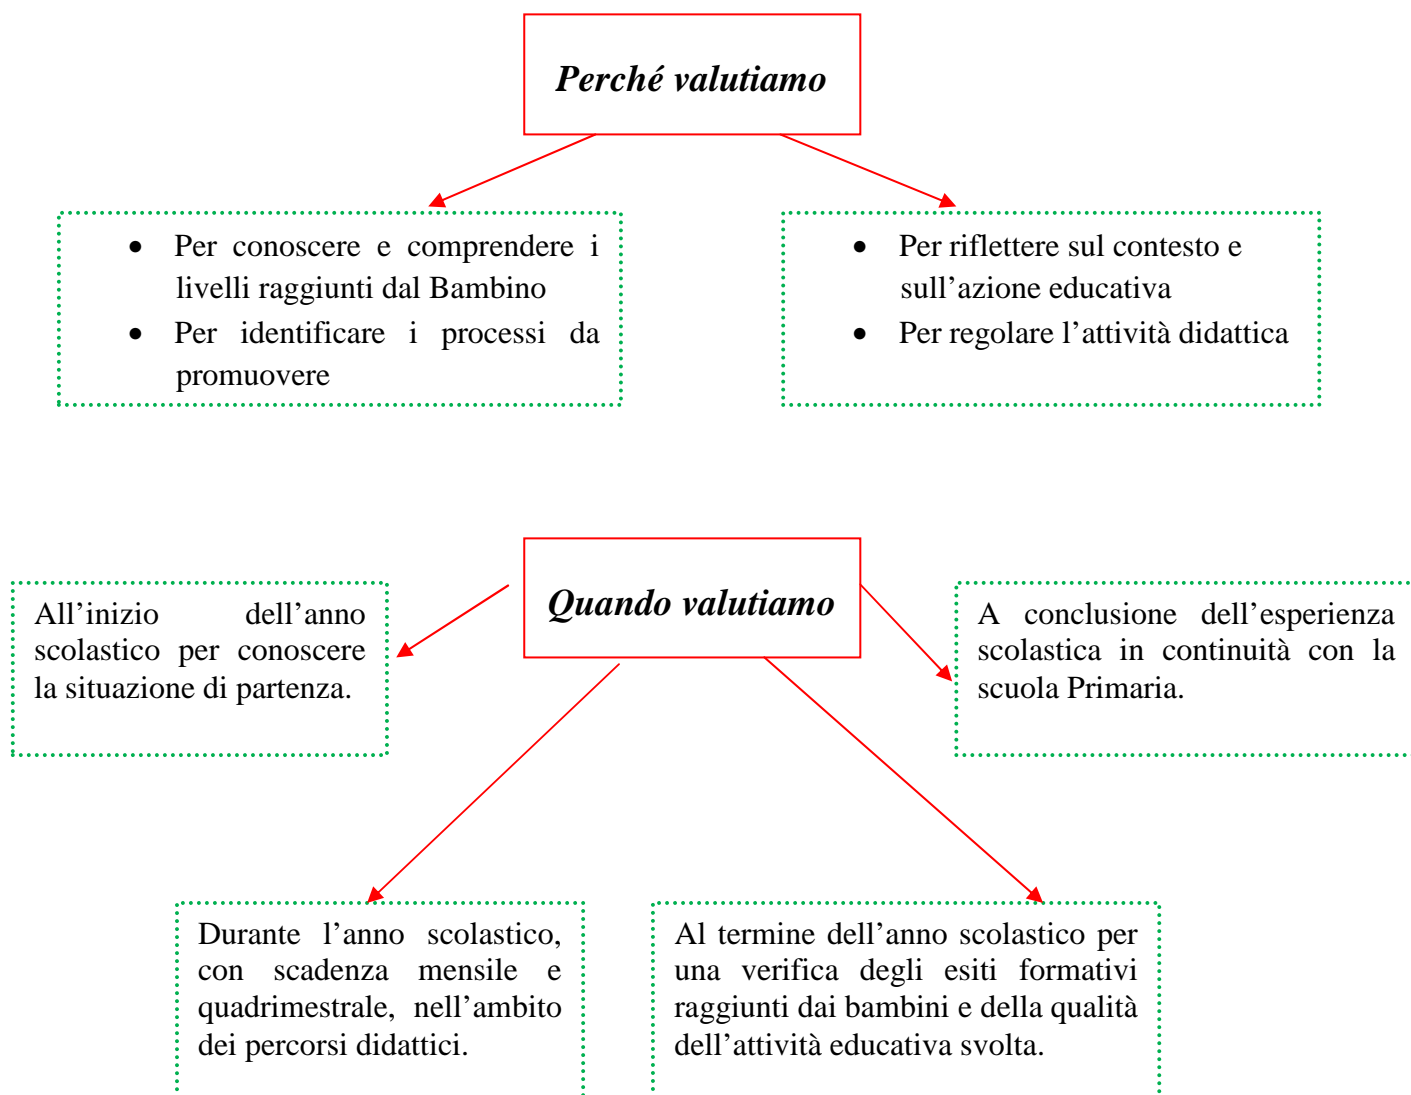 Perché valutiamo
• Per conoscere e comprendere i
livelli raggiunti dal Bambino
• Per identificare i processi da
promuovere
• Per riflettere sul contesto e
sull’azione educativa
• Per regolare l’attività didattica
Quando valutiamo
All’inizio dell’anno
scolastico per conoscere
la situazione di partenza.
A conclusione dell’esperienza
scolastica in continuità con la
scuola Primaria.
Durante l’anno scolastico,
con scadenza mensile e
quadrimestrale, nell’ambito
dei percorsi didattici.
Al termine dell’anno scolastico per
una verifica degli esiti formativi
raggiunti dai bambini e della qualità
dell’attività educativa svolta.